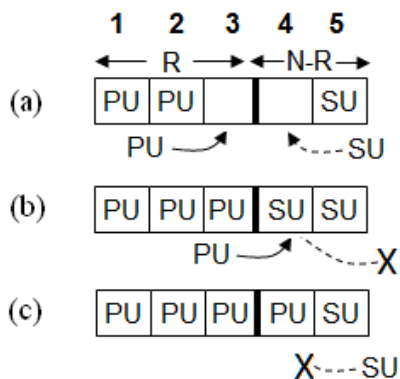 1 2 3 4 5
R N-R
(a) PU PU SU
PU SU
(b) PU PU PU SU SU
PU X
(c) PU PU PU PU SU
X SU